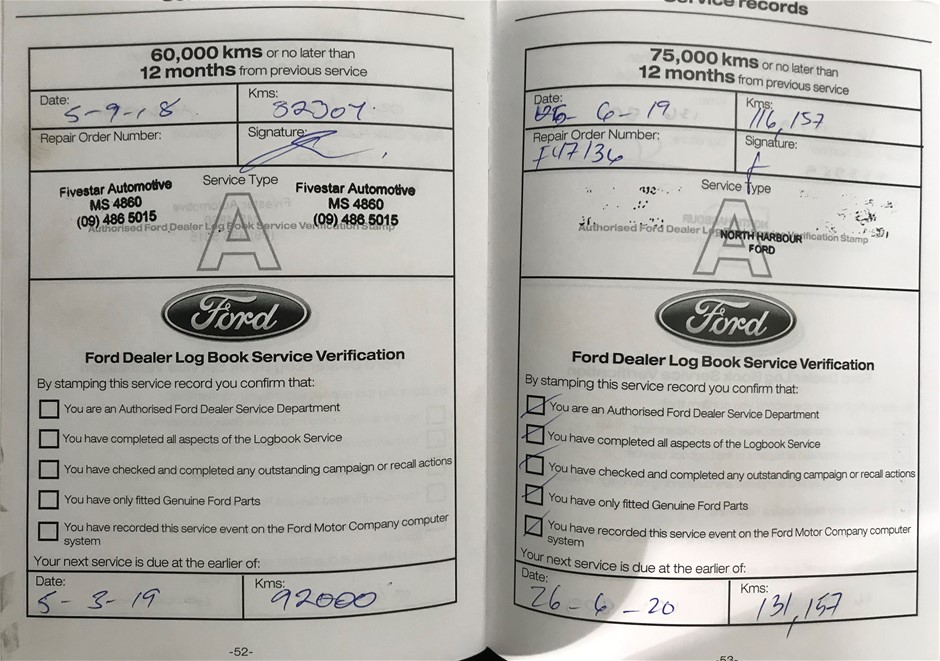 Service records
60,000 kms or no later than
12 months from previous service
Date:
5-9-18
Kms:
82307
Repair Order Number:
Signature:
Service Type
Fivestar Automotive
MS 4860
(09) 486 5015
Fivestar Automotive
MS 4860
(09) 486 5015
Authorised Ford Dealer Log Book Service Verification Stamp
A
Ford
Ford Dealer Log Book Service Verification
By stamping this service record you confirm that:
You are an Authorised Ford Dealer Service Department
You have completed all aspects of the Logbook Service
You have checked and completed any outstanding campaign or recall actions
You have only fitted Genuine Ford Parts
You have recorded this service event on the Ford Motor Company computer
system
Your next service is due at the earlier of:
Date:
5-3-19
Kms:
92000
-52-
75,000 kms or no later than
12 months from previous service
Date:
26-6-19
Kms:
116,157
Repair Order Number:
F47136
Signature:
Service Type
Authorised Ford Dealer Verification Stamp
A
NORTH HARBOUR
FORD
Ford
Ford Dealer Log Book Service Verification
By stamping this service record you confirm that:
You are an Authorised Ford Dealer Service Department
You have completed all aspects of the Logbook Service
You have checked and completed any outstanding campaign or recall actions
You have only fitted Genuine Ford Parts
You have recorded this service event on the Ford Motor Company computer
system
Your next service is due at the earlier of:
Date:
26-6-20
Kms:
131,157
-53-